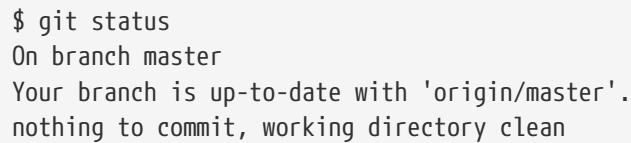 $ git status
On branch master
Your branch is up-to-date with 'origin/master'.
nothing to commit, working directory clean